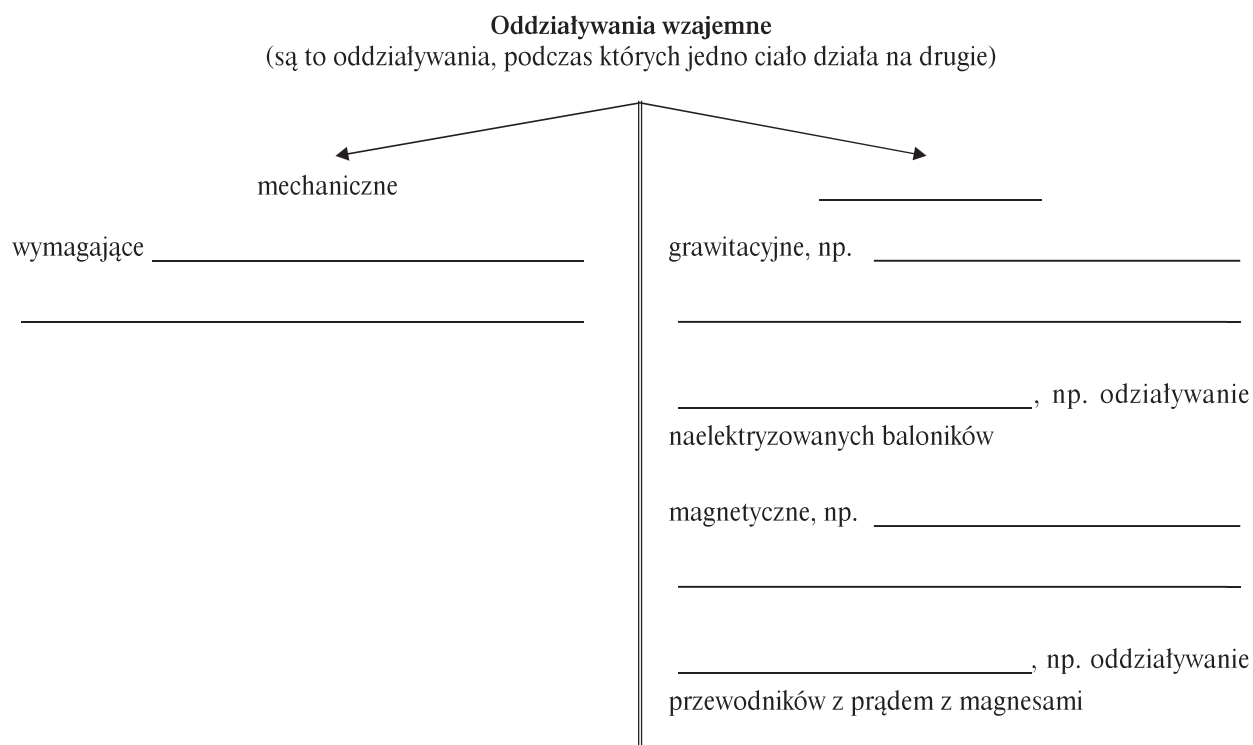 Oddziaływania wzajemne
(są to oddziaływania, podczas których jedno ciało działa na drugie)
mechaniczne
wymagające
grawitacyjne, np.
, np. odziaływanie
naelektryzowanych baloników
magnetyczne, np.
, np. oddziaływanie
przewodników z prądem z magnesami